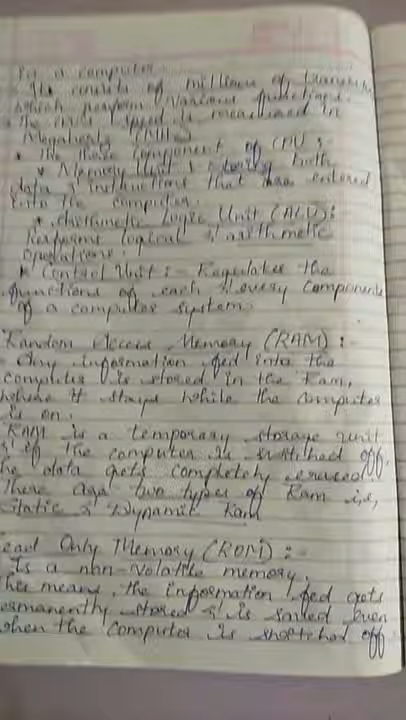 in a computer.
• It consists of millions of transistors
which perform various functions.
• The CPU's speed is measured in
Megahertz (MHz)
• The three component of CPU :-
* Memory Unit : Stores both
data & instructions that are entered
into the computer.
* Arithmetic Logic Unit (ALU):
Performs logical & arithmetic
operations.
* Control Unit :- Regulates the
functions of each & every components
of a computer system.
Random Access Memory (RAM) :-
Any information fed into the
computer is stored in the Ram,
where it stays while the computer
is on.
RAM is a temporary storage unit
& if the computer is switched off,
the data gets completely erased.
There are two types of Ram i.e,
Static & Dynamic Ram
Read Only Memory (ROM) :-
Is a non-volatile memory.
This means, the information fed gets
permanently stored & is saved even
when the computer is switched off